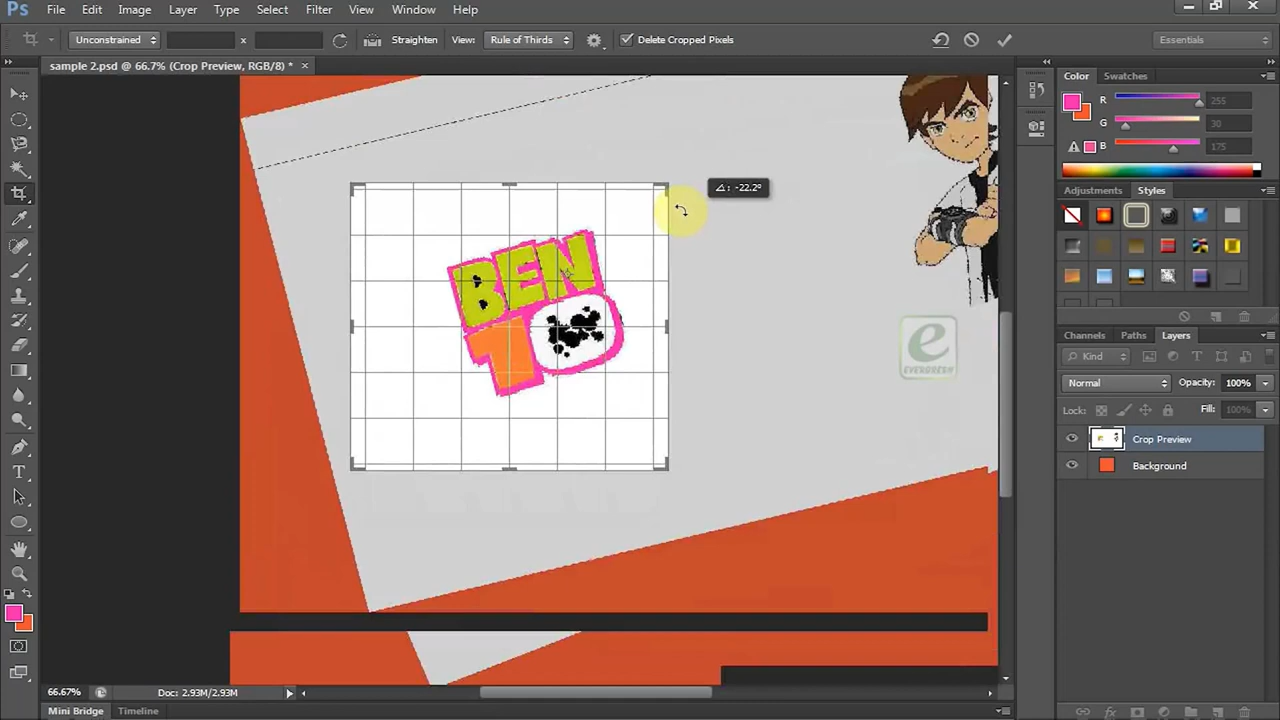 Ps File Edit Image Layer Type Select Filter View Window Help
Unconstrained x Straighten View: Rule of Thirds Delete Cropped Pixels Essentials
sample 2.psd @ 66.7% (Crop Preview, RGB/8) * ×
Color Swatches
R 255
G 30
B 175
∠: -22.2°
Adjustments Styles
BEN
10
e
EVERGREEN
Channels Paths Layers
Kind
Normal Opacity: 100%
Lock: Fill: 100%
Crop Preview
Background
66.67% Doc: 2.93M/2.93M
Mini Bridge Timeline